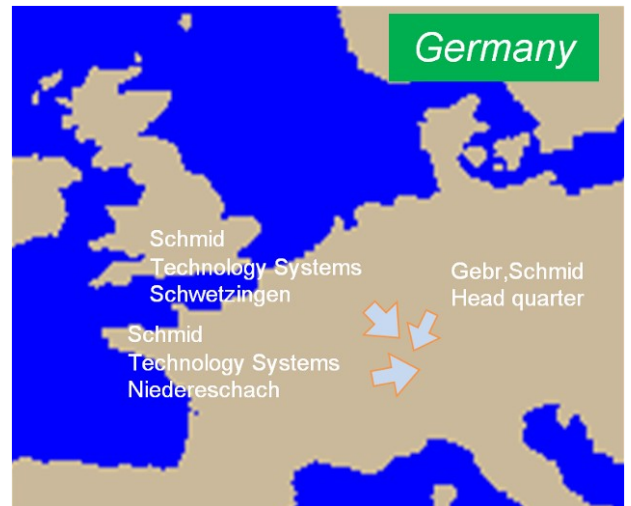 Germany
Schmid
Technology Systems
Schwetzingen
Gebr,Schmid
Head quarter
Schmid
Technology Systems
Niedereschach